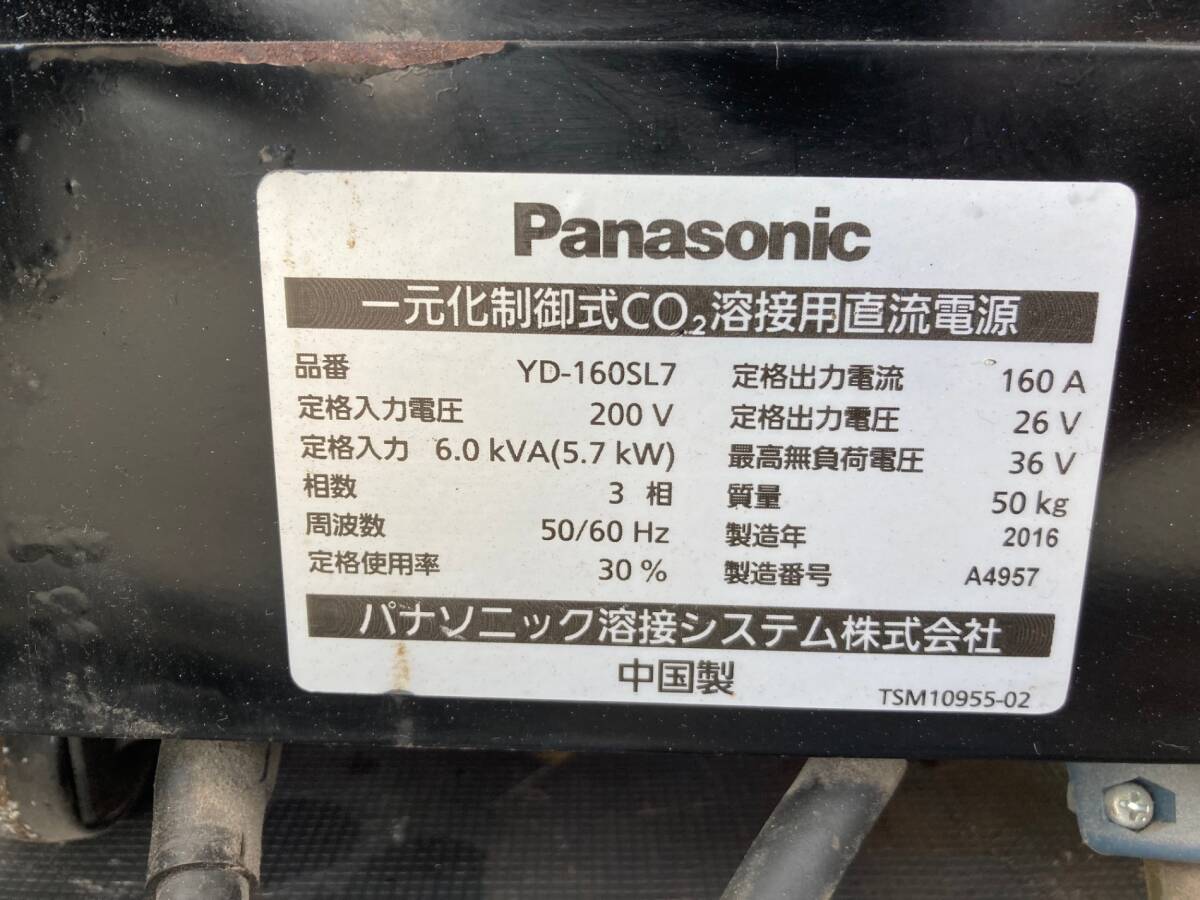 Panasonic
一元化制御式CO₂溶接用直流電源
品番 YD-160SL7 定格出力電流 160 A
定格入力電圧 200 V 定格出力電圧 26 V
定格入力 6.0 kVA(5.7 kW) 最高無負荷電圧 36 V
相数 3 相 質量 50 kg
周波数 50/60 Hz 製造年 2016
定格使用率 30 % 製造番号 A4957
パナソニック溶接システム株式会社
中国製 TSM10955-02